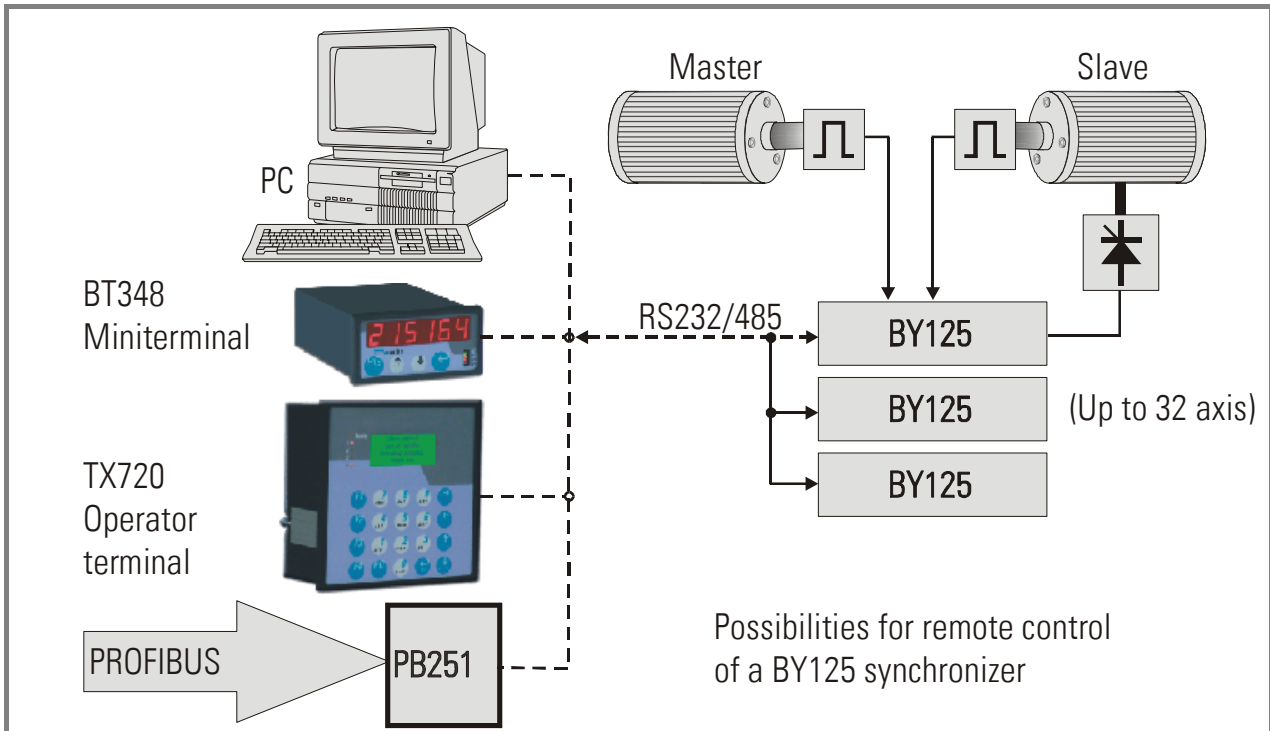 Master
Slave
PC
BT348
Miniterminal
215164
RS232/485
BY125
BY125
(Up to 32 axis)
BY125
TX720
Operator
terminal
PROFIBUS
PB251
Possibilities for remote control
of a BY125 synchronizer